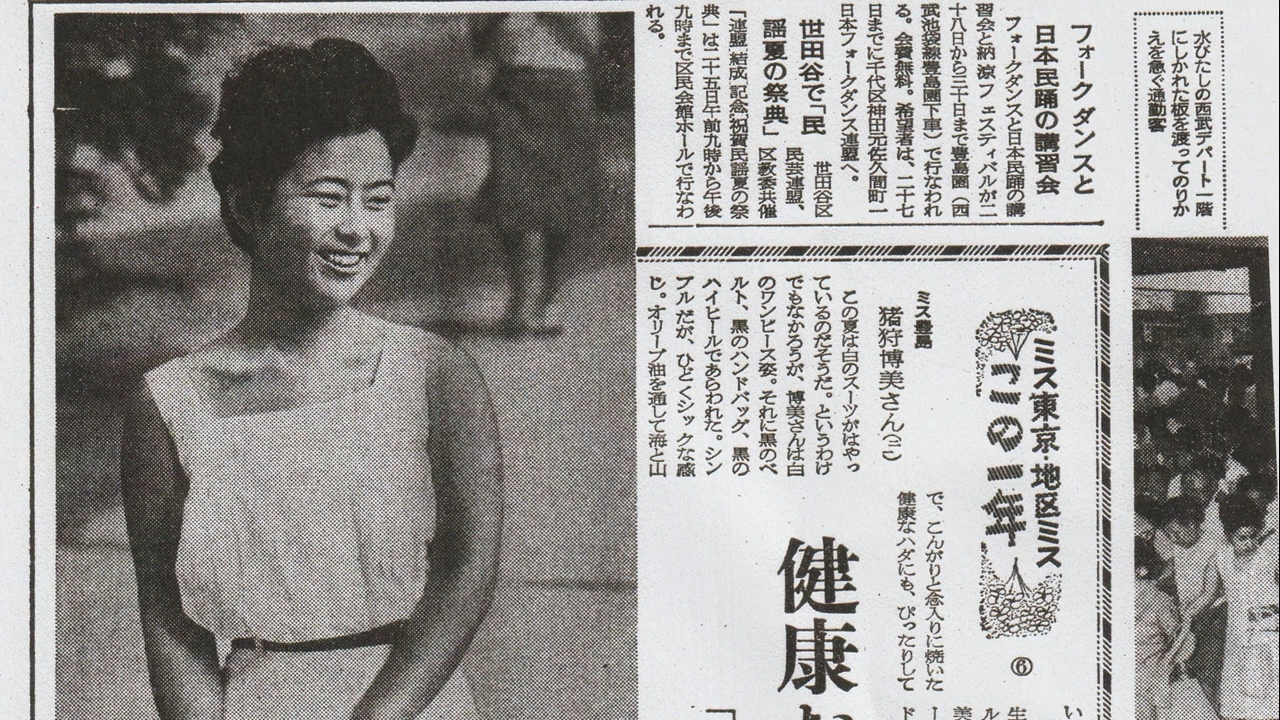 水びたしの西武デパート一階
にしかれた板を渡ってのりか
えを急ぐ通勤客
フォークダンスと
日本民踊の講習会
フォークダンスと日本民踊の講
習会と納涼フェスティバルが二
十八日から三十日まで豊島園（西
武池袋線豊島園下車）で行なわれ
る。会費無料。希望者は、二十七
日までに千代区神田元佐久間町一
日本フォークダンス連盟へ。
世田谷で「民
謡夏の祭典」
世田谷区
民芸連盟、
区教委共催
「連盟結成記念祝賀民謡夏の祭
典」は二十五日午前九時から午後
九時まで区民会館ホールで行なわ
れる。
ミス東京・地区ミス
この一年
⑥
ミス豊島
猪狩博美さん(二)
この夏は白のスーツがはやっ
ているのだそうだ。というわけ
でもなかろうが、博美さんは白
のワンピース姿。それに黒のベ
ルト、黒のハンドバッグ、黒の
ハイヒールであらわれた。シン
プルだが、ひどくシックな感
じ。オリーブ油を通して海と山
で、こんがりと念入りに焼いた
健康なハダにも、ぴったりして
い
生
ル
美
ー
ド
健康
「